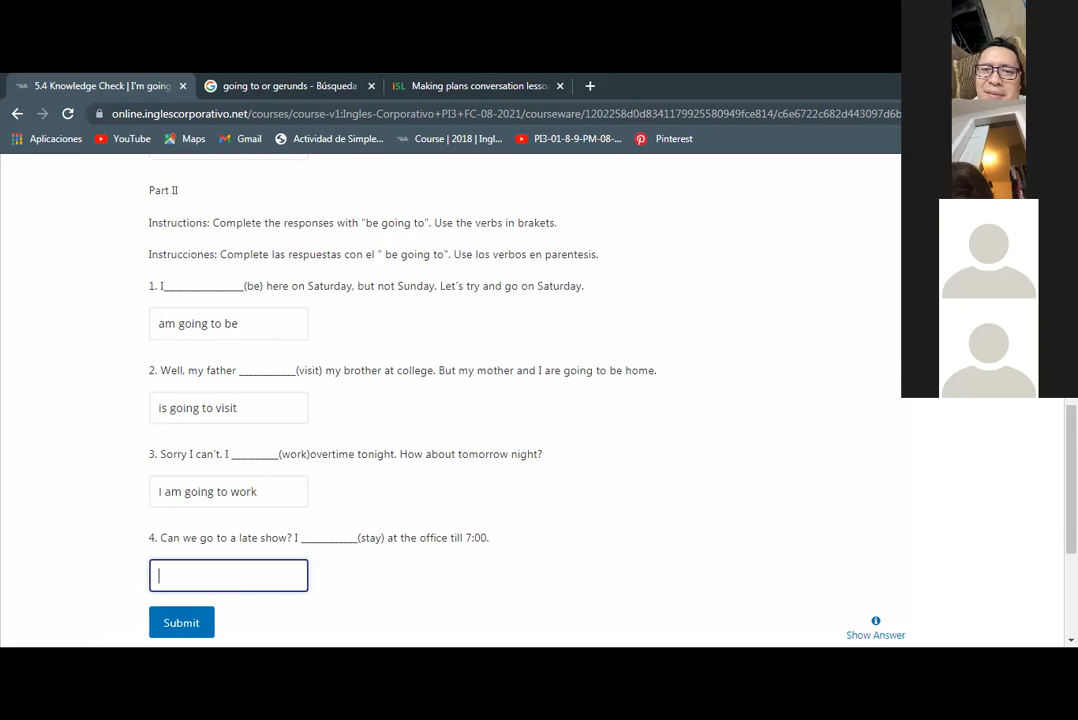 5.4 Knowledge Check | I'm going
going to or gerunds - Búsqueda
iSL Making plans conversation lesso
online.inglescorporativo.net/courses/course-v1:Ingles-Corporativo+PI3+FC-08-2021/courseware/1202258d0d8341179925580949fce814/c6e6722c682d443097d6b
Aplicaciones YouTube Maps Gmail Actividad de Simple... Course | 2018 | Ingl... PI3-01-8-9-PM-08-... Pinterest
Part II
Instructions: Complete the responses with "be going to". Use the verbs in brakets.
Instrucciones: Complete las respuestas con el " be going to". Use los verbos en parentesis.
1. I________________(be) here on Saturday, but not Sunday. Let´s try and go on Saturday.
am going to be
2. Well, my father ___________(visit) my brother at college. But my mother and I are going to be home.
is going to visit
3. Sorry I can't. I _________(work)overtime tonight. How about tomorrow night?
I am going to work
4. Can we go to a late show? I ___________(stay) at the office till 7:00.
Submit
Show Answer